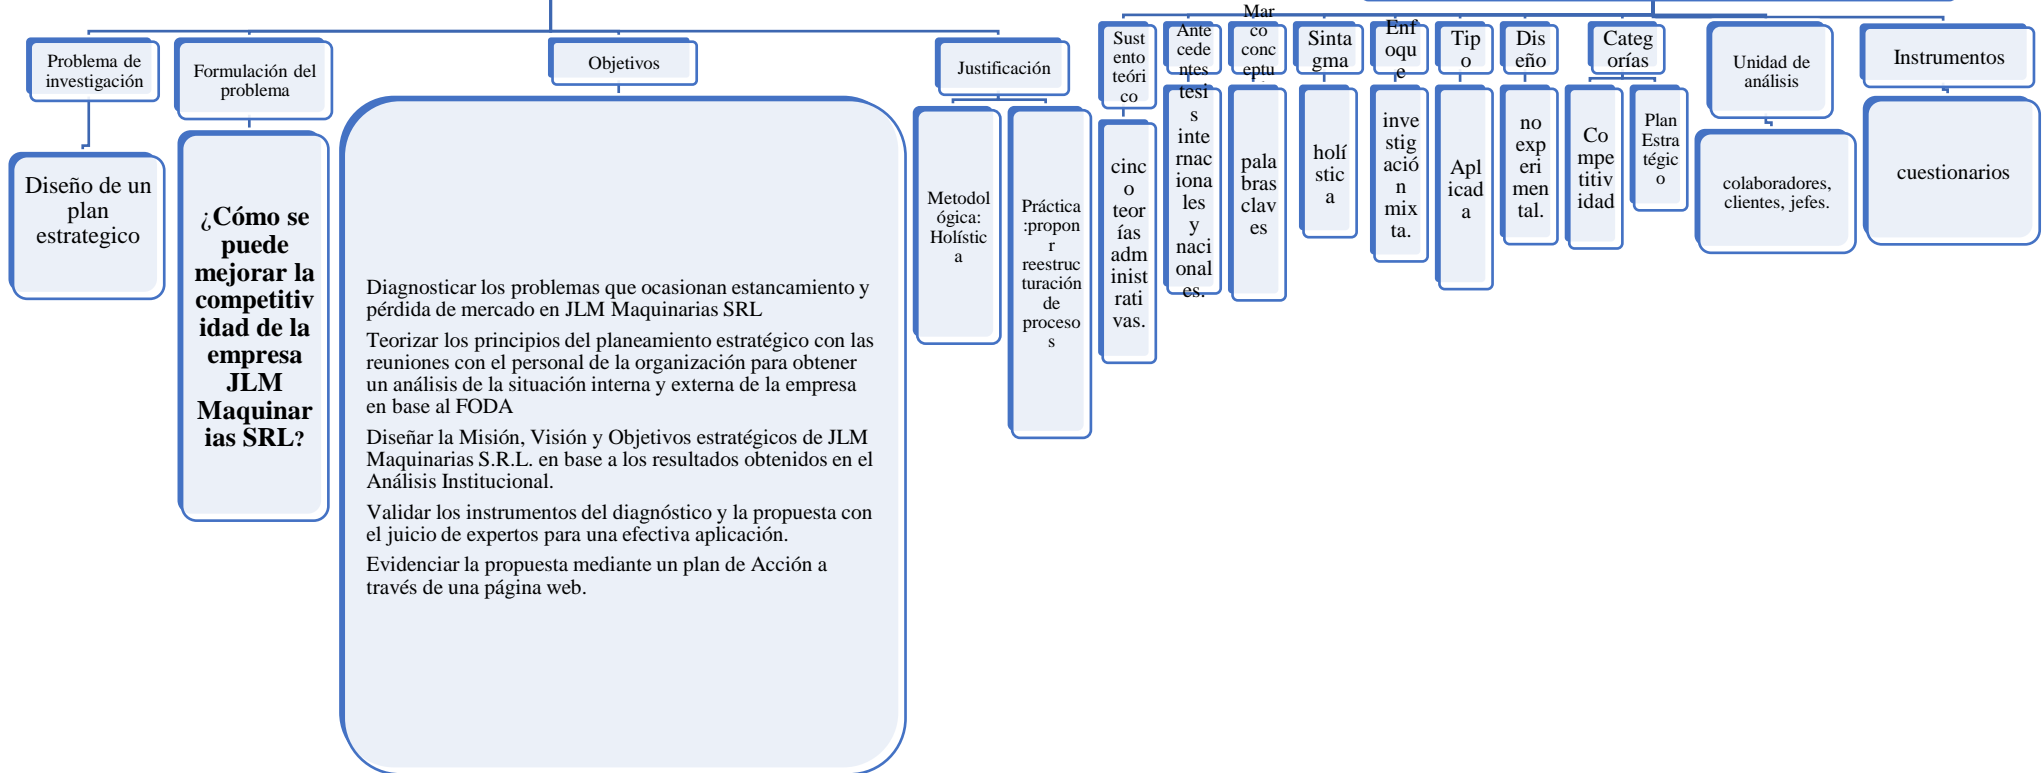 Problema de
investigación
Diseño de un
plan
estrategico
Formulación del
problema
¿Cómo se
puede
mejorar la
competitiv
idad de la
empresa
JLM
Maquinar
ias SRL?
Objetivos
Diagnosticar los problemas que ocasionan estancamiento y
pérdida de mercado en JLM Maquinarias SRL
Teorizar los principios del planeamiento estratégico con las
reuniones con el personal de la organización para obtener
un análisis de la situación interna y externa de la empresa
en base al FODA
Diseñar la Misión, Visión y Objetivos estratégicos de JLM
Maquinarias S.R.L. en base a los resultados obtenidos en el
Análisis Institucional.
Validar los instrumentos del diagnóstico y la propuesta con
el juicio de expertos para una efectiva aplicación.
Evidenciar la propuesta mediante un plan de Acción a
través de una página web.
Justificación
Metodol
ógica:
Holístic
a
Práctica
:propon
r
reestruc
turación
de
proceso
s
Sust
ento
teóri
co
cinc
o
teor
ías
adm
inist
rati
vas.
Ante
cede
ntes
tesi
s
inte
rnac
iona
les
y
naci
onal
es.
Mar
co
conc
eptu
pala
bras
clav
es
Sinta
gma
holí
stic
a
Enf
oqu
e
inve
stig
ació
n
mix
ta.
Tip
o
Apl
icad
a
Dis
eño
no
exp
eri
men
tal.
Categ
orías
Co
mpe
titiv
idad
Plan
Estra
tégic
o
Unidad de
análisis
colaboradores,
clientes, jefes.
Instrumentos
cuestionarios